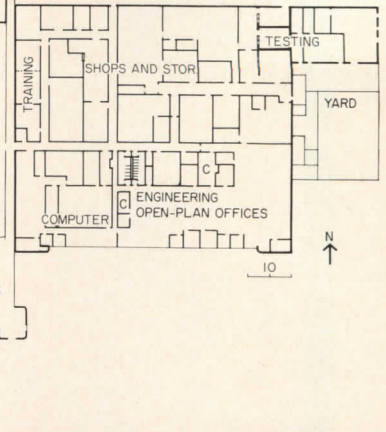 TESTING
TRAINING
SHOPS AND STOR.
YARD
C
C
ENGINEERING
OPEN-PLAN OFFICES
COMPUTER
N
10